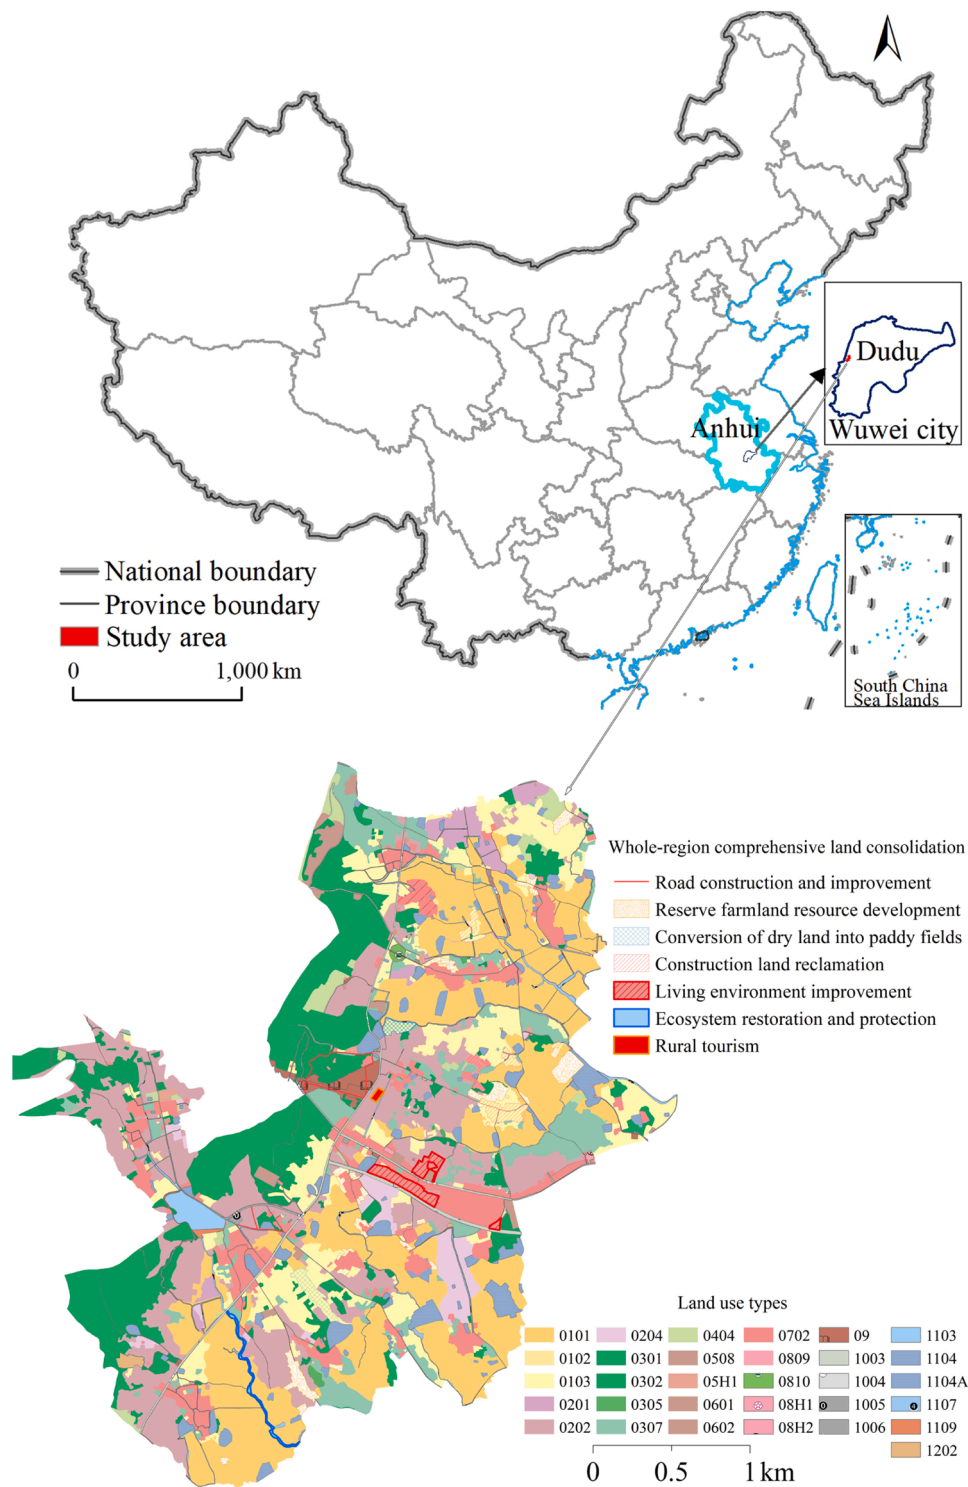 Dudu
Anhui
Wuwei city
National boundary
Province boundary
Study area
0 1,000 km
South China
Sea Islands
Whole-region comprehensive land consolidation
Road construction and improvement
Reserve farmland resource development
Conversion of dry land into paddy fields
Construction land reclamation
Living environment improvement
Ecosystem restoration and protection
Rural tourism
Land use types
0101 0204 0404 0702 09 1103
0102 0301 0508 0809 1003 1104
0103 0302 05H1 0810 1004 1104A
0201 0305 0601 08H1 1005 1107
0202 0307 0602 08H2 1006 1109
1202
0 0.5 1 km